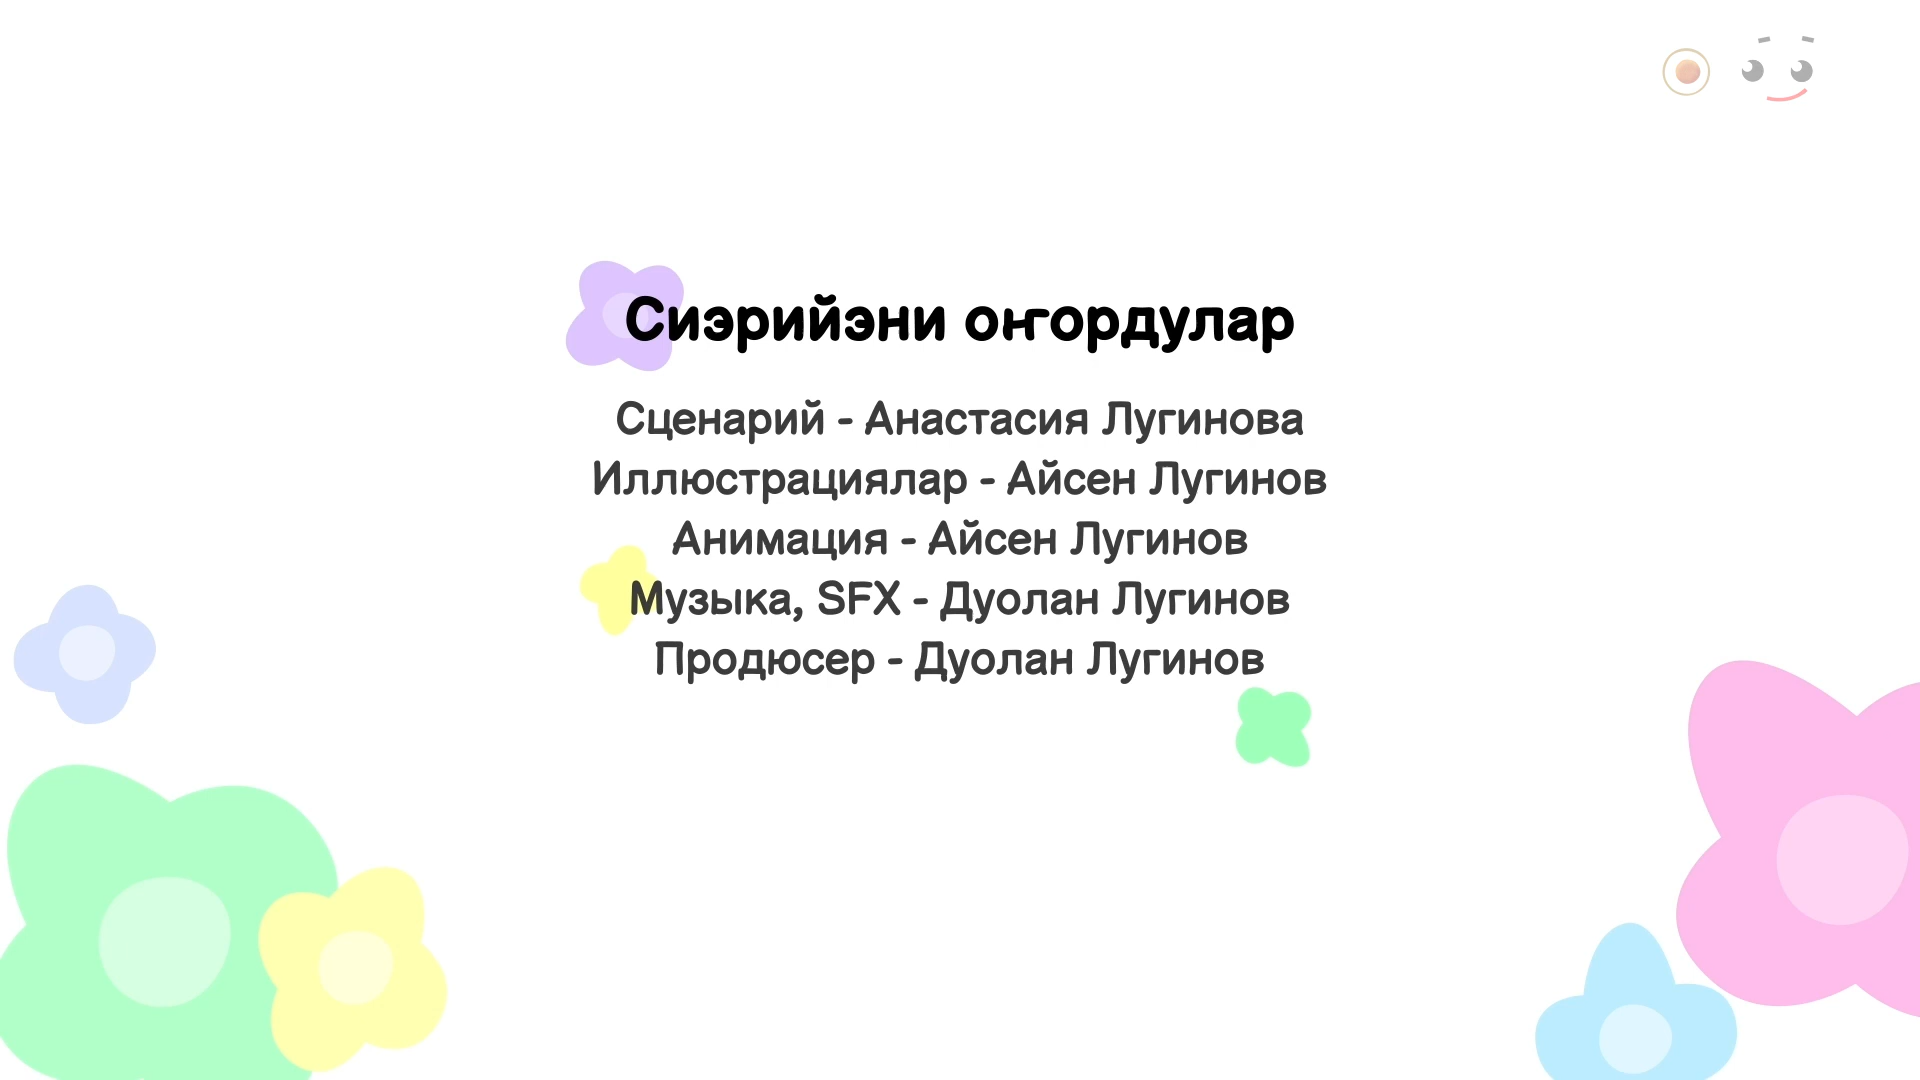 Сиэрийэни оҥордулар
Сценарий - Анастасия Лугинова
Иллюстрациялар - Айсен Лугинов
Анимация - Айсен Лугинов
Музыка, SFX - Дуолан Лугинов
Продюсер - Дуолан Лугинов